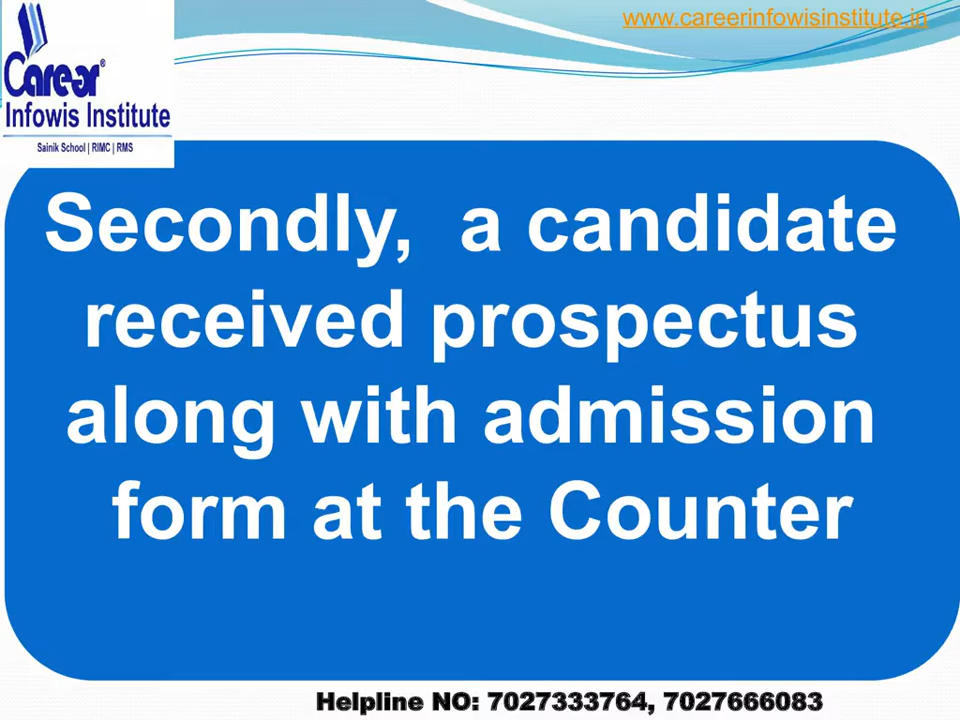 www.careerinfowisinstitute.in
Career®
Infowis Institute
Sainik School | RIMC | RMS
Secondly, a candidate
received prospectus
along with admission
form at the Counter
Helpline NO: 7027333764, 7027666083